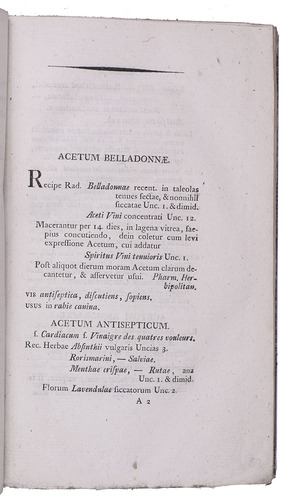 ACETUM BELLADONNÆ.
Recipe Rad. Belladonnae recent. in taleolas
tenues sectae, & nonnihil
siccatae Unc. 1. & dimid.
Aceti Vini concentrati Unc. 12.
Macerantur per 14. dies, in lagena vitrea, sae-
pius concutiendo, dein coletur cum levi
expressione Acetum, cui addatur
Spiritus Vini tenuioris Unc. 1.
Post aliquot dierum moram Acetum clarum de-
cantetur, & asservetur usui. Pharm. Her-
bipolitan.
VIS antiseptica, discutiens, sopiens.
USUS in rabie canina.
ACETUM ANTISEPTICUM.
s. Cardiacum s. Vinaigre des quatres vouleurs.
Rec. Herbae Absinthii vulgaris Uncias 3.
Rorismarini, — Salviae.
Menthae crispae, — Rutae, ana
Unc. 1. & dimid.
Florum Lavendulae siccatorum Unc. 2.
A 2